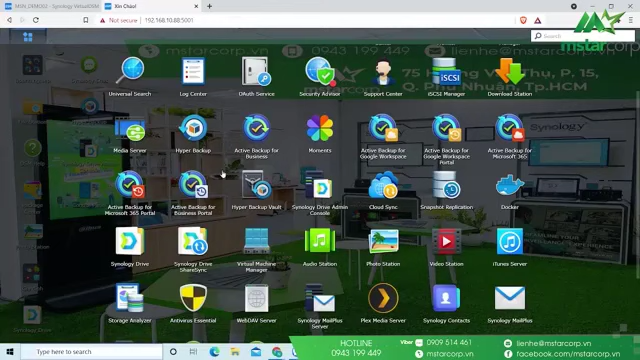 Xin Chào!
Not secure
192.168.10.88:5001
Search
mstarcorp.vn
0943 199 449
lienhe@mstarcorp.vn
mstarcorp.vn
Universal Search
Log Center
OAuth Service
Security Advisor
Support Center
iSCSI Manager
Download Station
Media Server
Hyper Backup
Active Backup for
Business
Moments
Active Backup for
Google Workspace
Active Backup for
Google Workspace
Portal
Active Backup for
Microsoft 365
Active Backup for
Microsoft 365 Portal
Active Backup for
Business Portal
Hyper Backup Vault
Synology Drive Admin
Console
Cloud Sync
Snapshot Replication
Docker
Synology Drive
Synology Drive
ShareSync
Virtual Machine
Manager
Audio Station
Photo Station
Video Station
iTunes Server
Storage Analyzer
Antivirus Essential
WebDAV Server
Synology MailPlus
Server
Plex Media Server
Synology Contacts
Synology MailPlus
Synology
Type here to search
HOTLINE
0943 199 449
Viber
0909 514 461
mstarcorp.vn
facebook.com/mstarcorp.vn